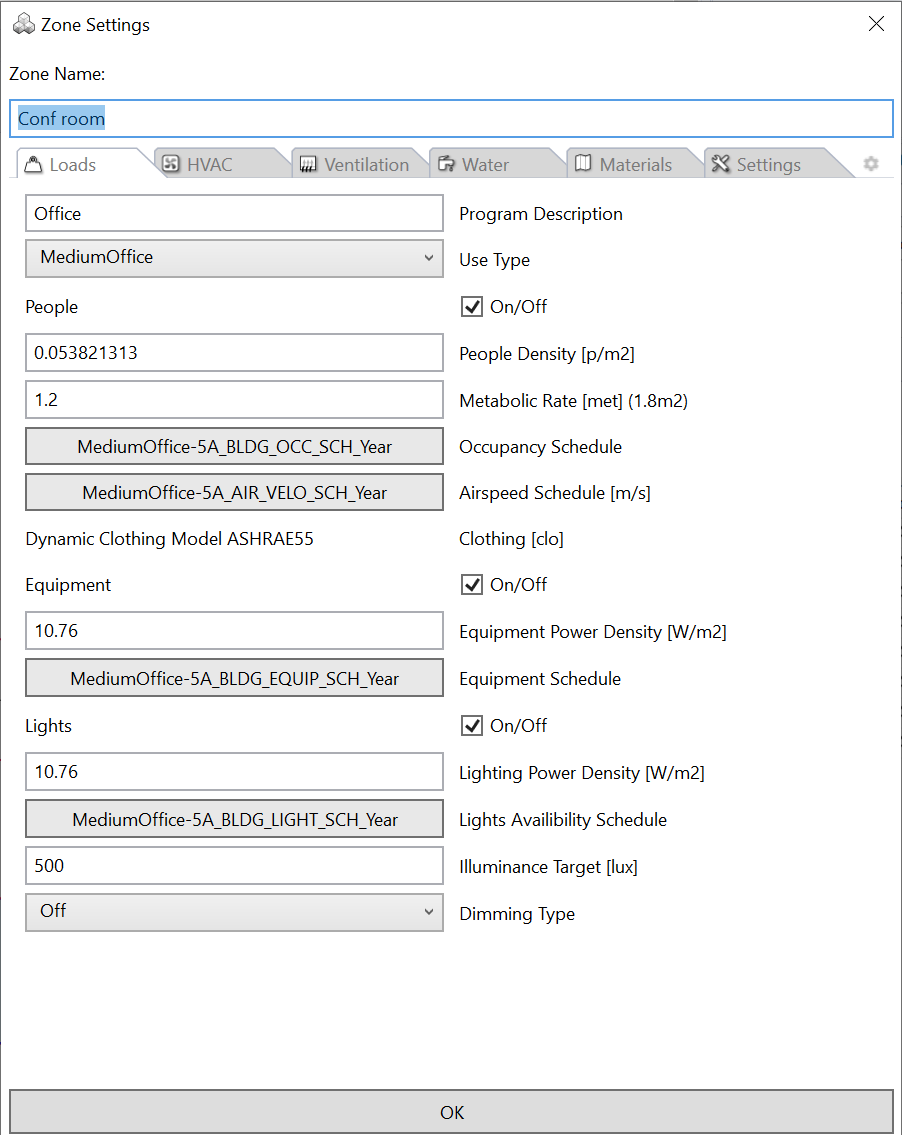 Zone Settings
Zone Name:
Conf room
Loads HVAC Ventilation Water Materials Settings
Office Program Description
MediumOffice Use Type
People On/Off
0.053821313 People Density [p/m2]
1.2 Metabolic Rate [met] (1.8m2)
MediumOffice-5A_BLDG_OCC_SCH_Year Occupancy Schedule
MediumOffice-5A_AIR_VELO_SCH_Year Airspeed Schedule [m/s]
Dynamic Clothing Model ASHRAE55 Clothing [clo]
Equipment On/Off
10.76 Equipment Power Density [W/m2]
MediumOffice-5A_BLDG_EQUIP_SCH_Year Equipment Schedule
Lights On/Off
10.76 Lighting Power Density [W/m2]
MediumOffice-5A_BLDG_LIGHT_SCH_Year Lights Availibility Schedule
500 Illuminance Target [lux]
Off Dimming Type
OK